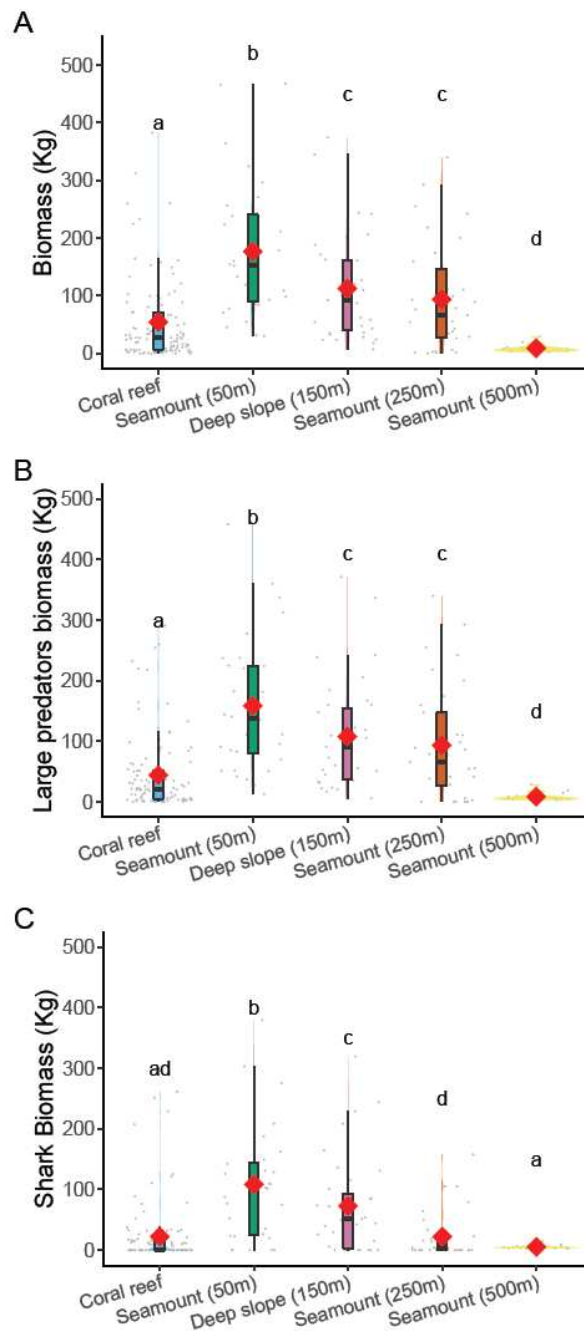 A
Biomass (Kg)
500
400
300
200
100
0
a
b
c
c
d
Coral reef
Seamount (50m)
Deep slope (150m)
Seamount (250m)
Seamount (500m)
B
Large predators biomass (Kg)
500
400
300
200
100
0
a
b
c
c
d
Coral reef
Seamount (50m)
Deep slope (150m)
Seamount (250m)
Seamount (500m)
C
Shark Biomass (Kg)
500
400
300
200
100
0
ad
b
c
d
a
Coral reef
Seamount (50m)
Deep slope (150m)
Seamount (250m)
Seamount (500m)